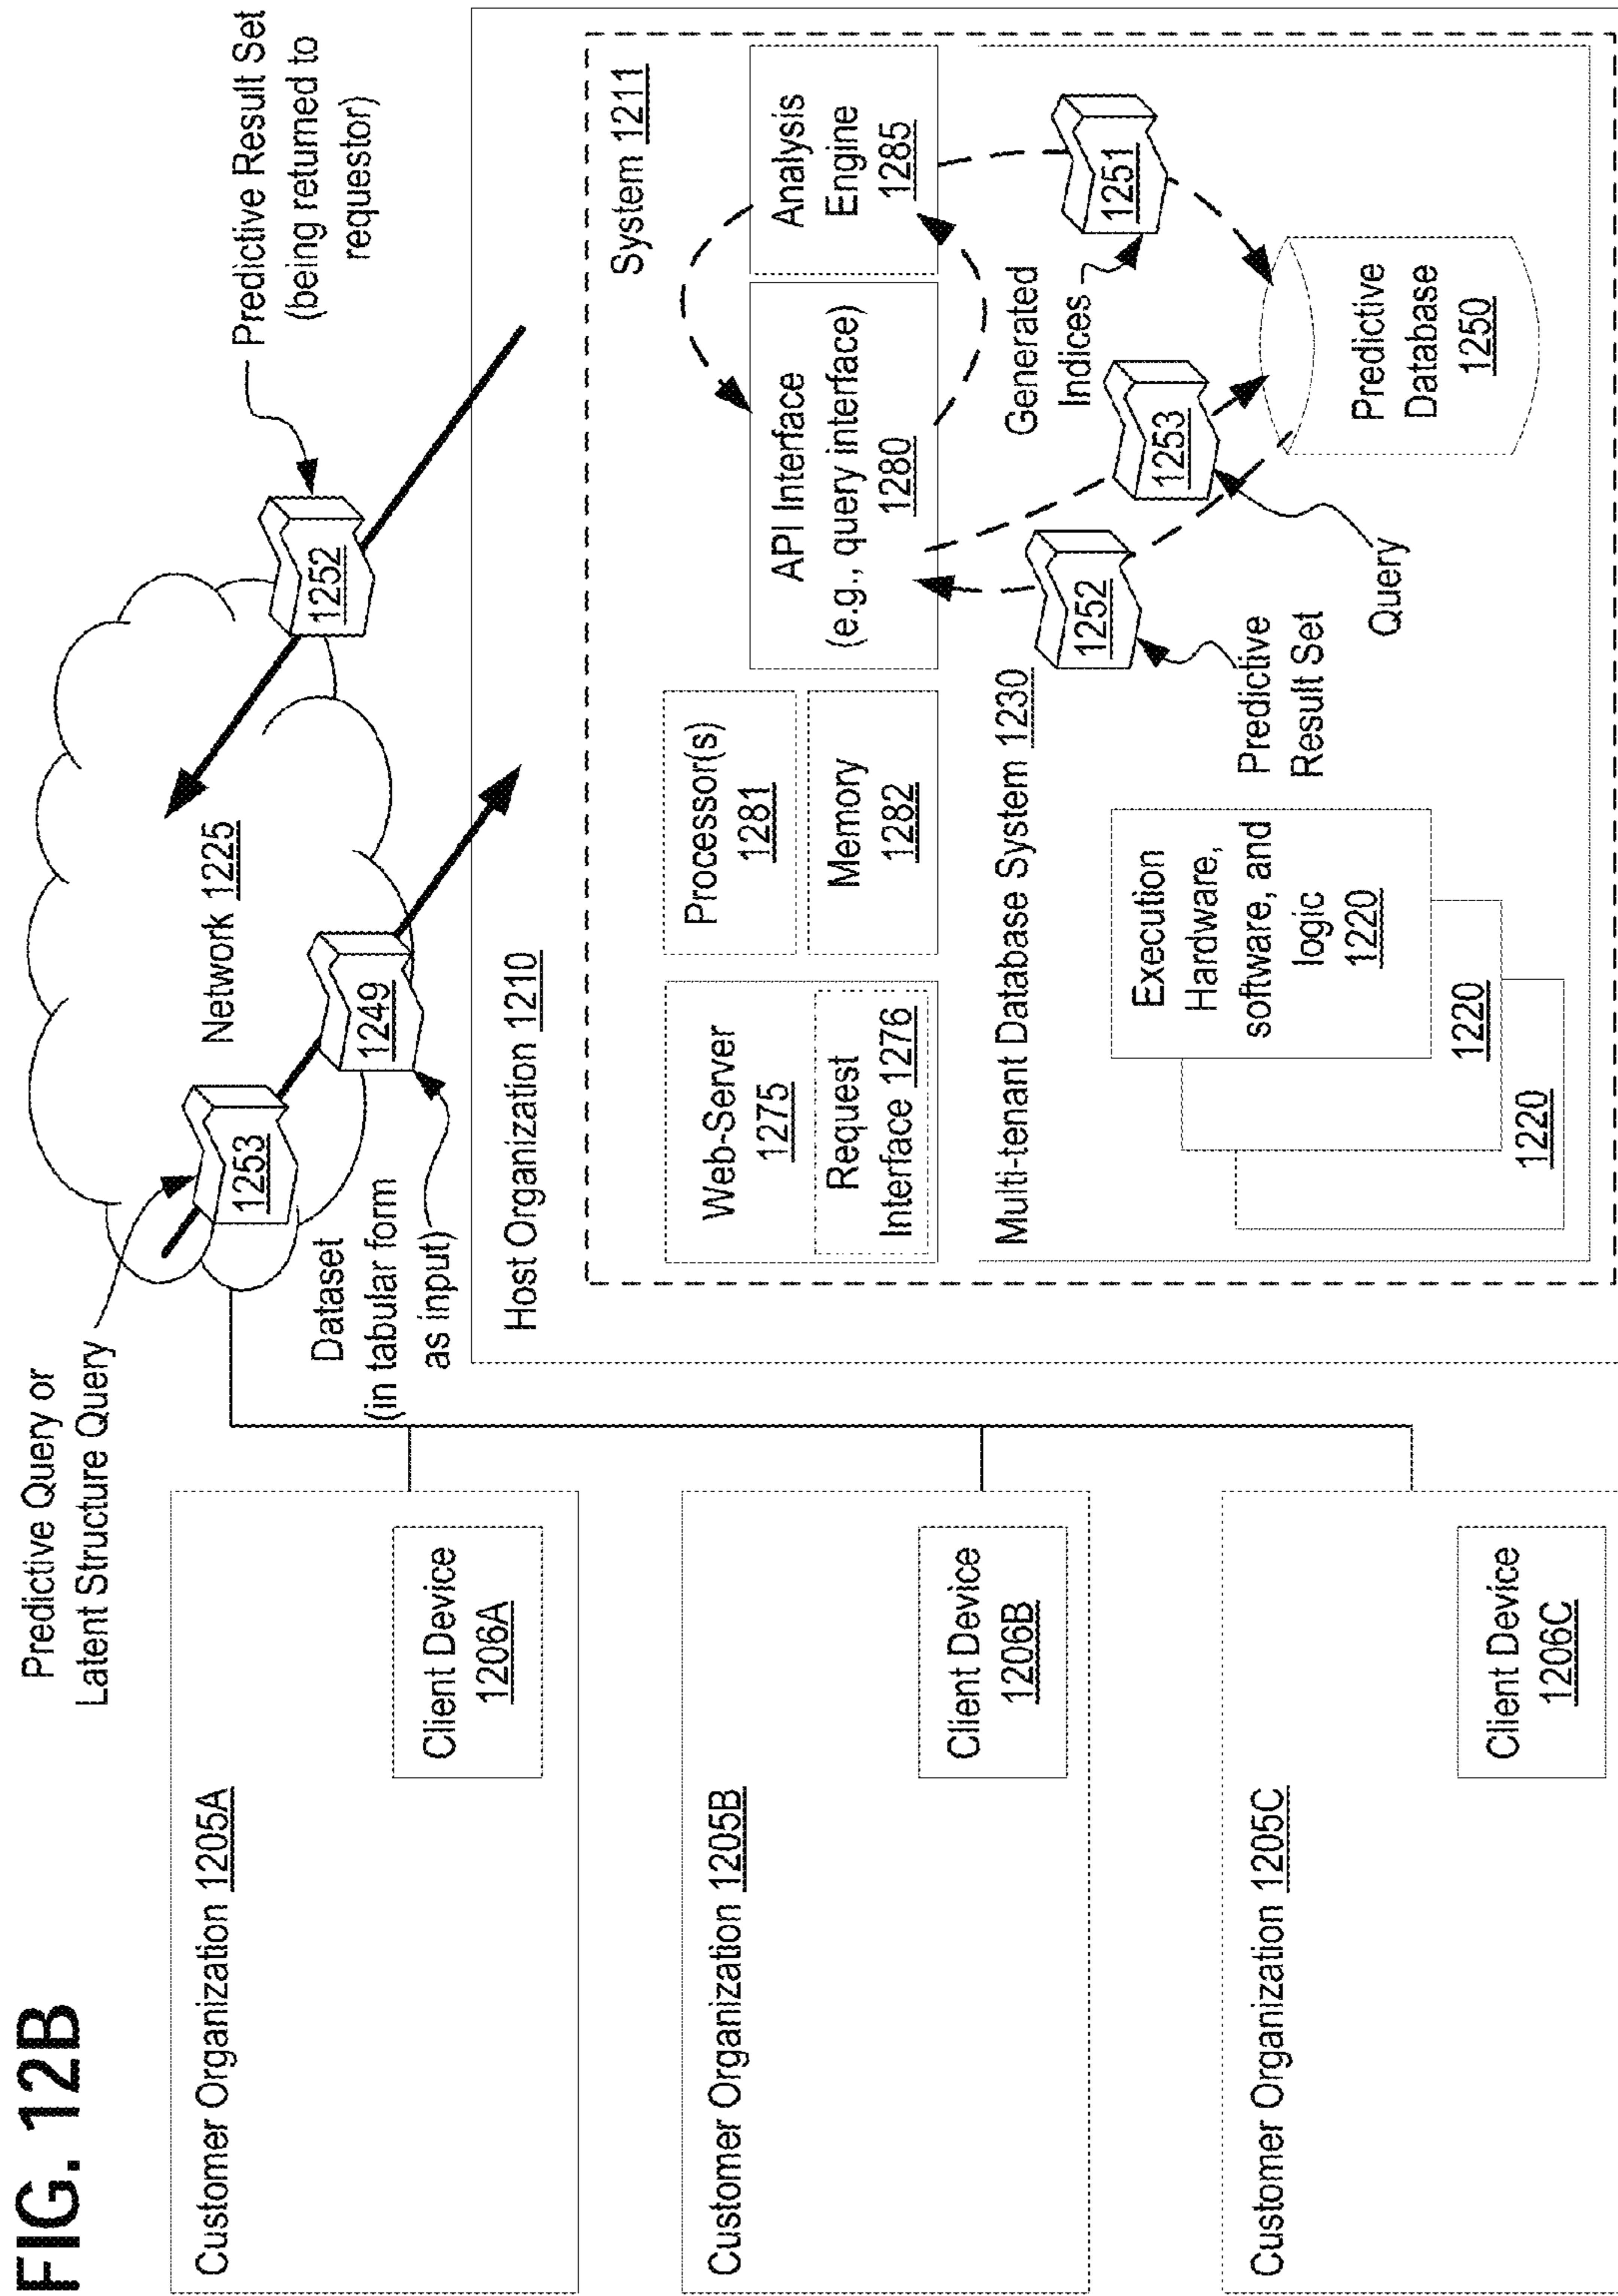 FIG. 12B
Predictive Query or
Latent Structure Query
1253
Network 1225
1249
Dataset
(in tabular form
as input)
1252
Predictive Result Set
(being returned to
requestor)
Customer Organization 1205A
Client Device
1206A
Customer Organization 1205B
Client Device
1206B
Customer Organization 1205C
Client Device
1206C
Host Organization 1210
System 1211
Web-Server
1275
Request
Interface 1276
Processor(s)
1281
Memory
1282
API Interface
(e.g., query interface)
1280
Analysis
Engine
1285
Multi-tenant Database System 1230
Execution
Hardware,
software, and
logic
1220
1220
1220
1252
Predictive
Result Set
1253
Query
Generated
Indices
1251
Predictive
Database
1250